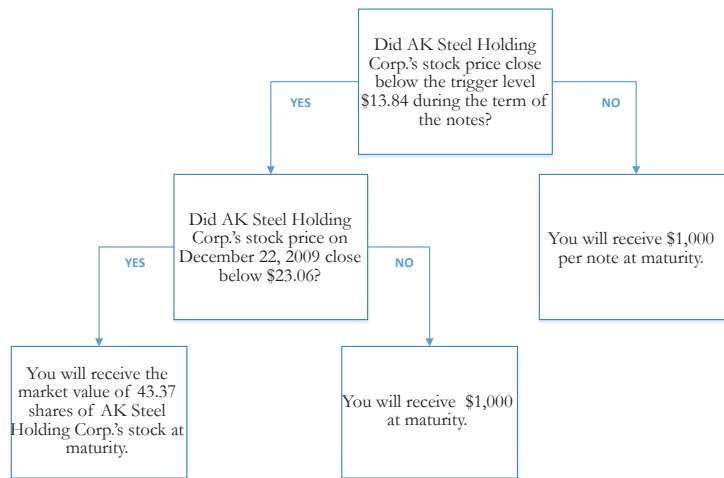 Did AK Steel Holding
Corp.'s stock price close
below the trigger level
$13.84 during the term of
the notes?
YES
NO
Did AK Steel Holding
Corp.'s stock price on
December 22, 2009 close
below $23.06?
You will receive $1,000
per note at maturity.
YES
NO
You will receive the
market value of 43.37
shares of AK Steel
Holding Corp.'s stock at
maturity.
You will receive $1,000
at maturity.